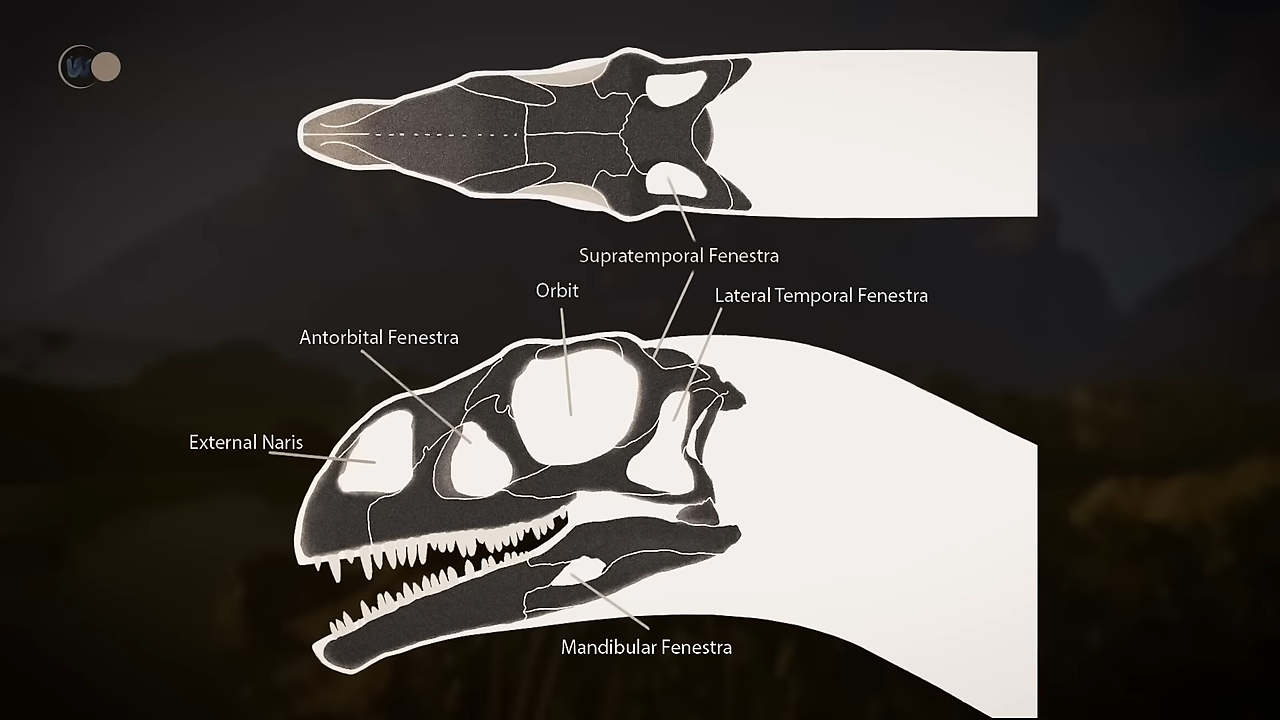 Supratemporal Fenestra
Orbit
Lateral Temporal Fenestra
Antorbital Fenestra
External Naris
Mandibular Fenestra